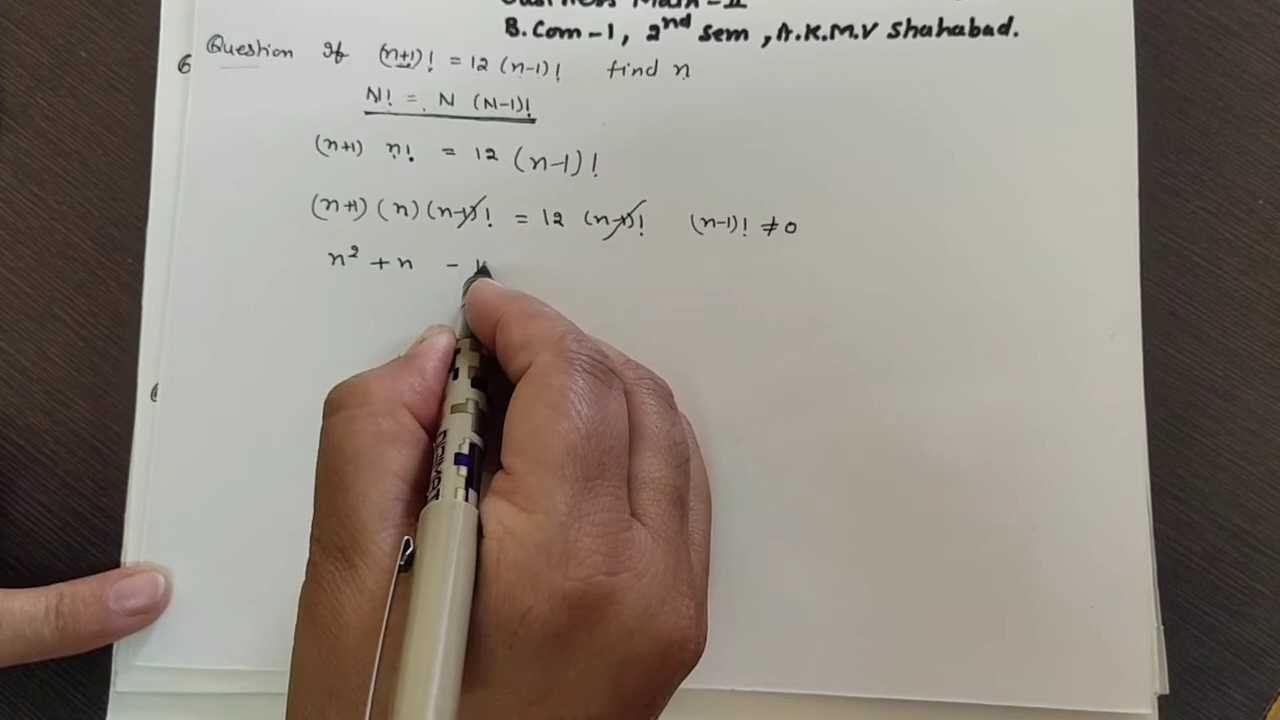 B.Com-1, 2nd sem, A.K.M.V Shahabad.
6 Question If (n+1)! = 12 (n-1)! find n
N! = N (N-1)!
(n+1) n! = 12 (n-1)!
(n+1) (n) (n-1)! = 12 (n-1)! (n-1)! ≠ 0
n² + n -